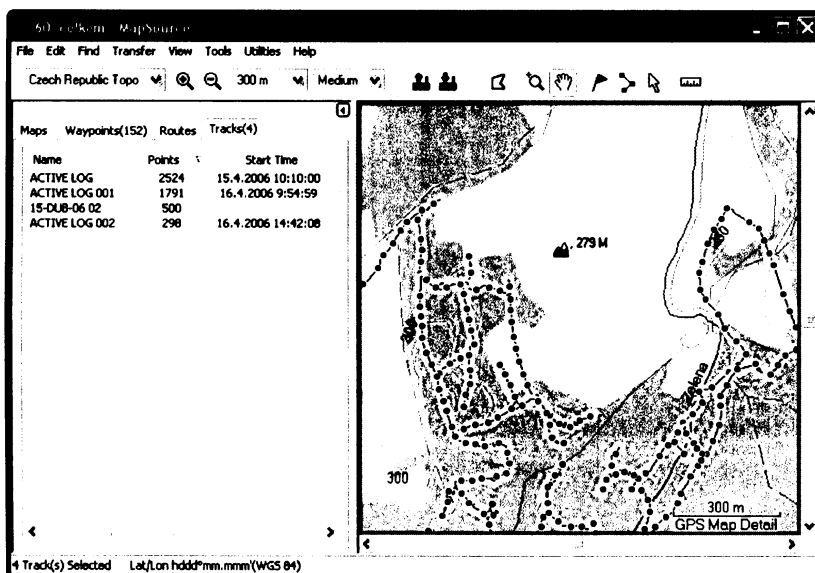 60 celkem - MapSource
File Edit Find Transfer View Tools Utilities Help
Czech Republic Topo 300 m Medium
Maps Waypoints(152) Routes Tracks(4)
Name Points Start Time
ACTIVE LOG 2524 15.4.2006 10:10:00
ACTIVE LOG 001 1791 16.4.2006 9:54:59
15-DUB-06 02 500
ACTIVE LOG 002 298 16.4.2006 14:42:08
279 M
Zelena
300
300 m
GPS Map Detail
4 Track(s) Selected Lat/Lon hddd°mm.mmm'(WGS 84)